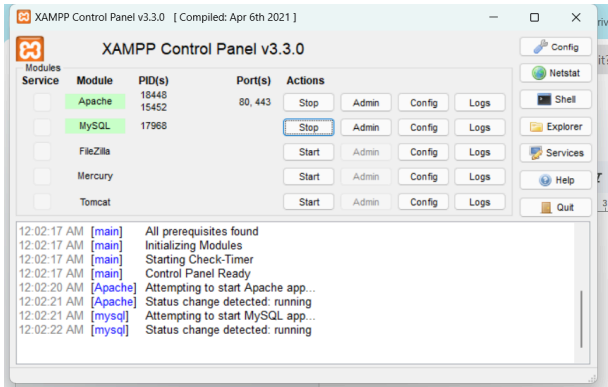 XAMPP Control Panel v3.3.0 [ Compiled: Apr 6th 2021 ]
XAMPP Control Panel v3.3.0
Config
Modules
Service Module PID(s) Port(s) Actions
Netstat
Apache 18448 15452 80, 443 Stop Admin Config Logs
Shell
MySQL 17968 Stop Admin Config Logs
Explorer
FileZilla Start Admin Config Logs
Services
Mercury Start Admin Config Logs
Help
Tomcat Start Admin Config Logs
Quit
12:02:17 AM [main] All prerequisites found
12:02:17 AM [main] Initializing Modules
12:02:17 AM [main] Starting Check-Timer
12:02:17 AM [main] Control Panel Ready
12:02:20 AM [Apache] Attempting to start Apache app...
12:02:21 AM [Apache] Status change detected: running
12:02:21 AM [mysql] Attempting to start MySQL app...
12:02:22 AM [mysql] Status change detected: running